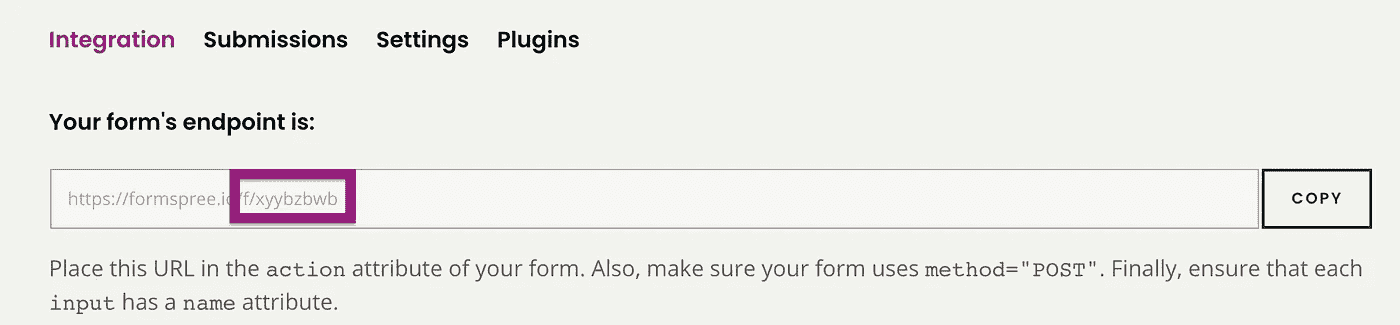 Integration Submissions Settings Plugins
Your form's endpoint is:
https://formspree.io/f/xyybzbwb
COPY
Place this URL in the action attribute of your form. Also, make sure your form uses method="POST". Finally, ensure that each
input has a name attribute.